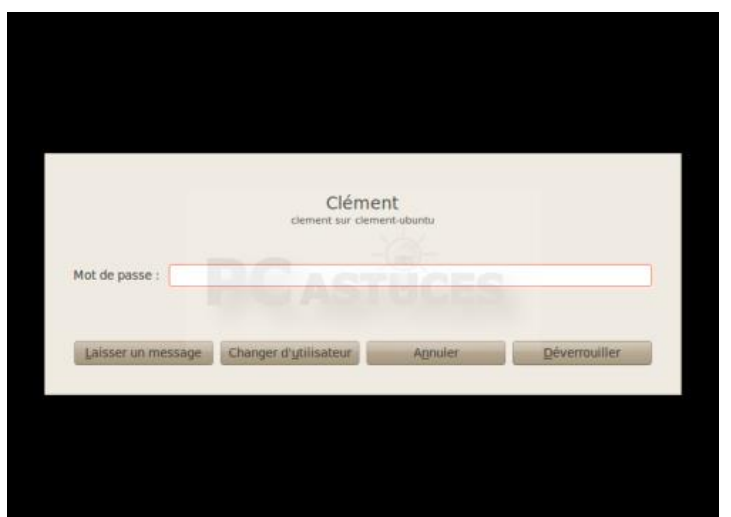 Clément
clement sur clement-ubuntu
Mot de passe :
PC ASTUCES
Laisser un message
Changer d'utilisateur
Annuler
Déverrouiller